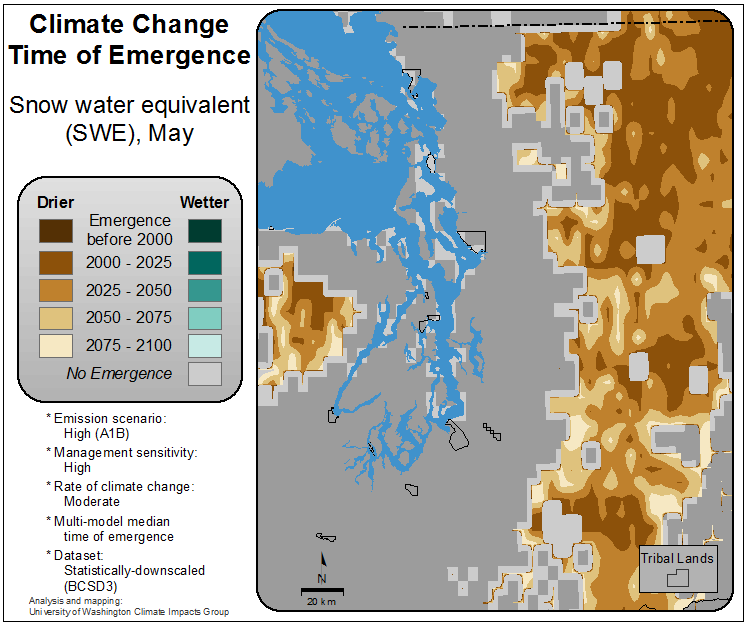 Climate Change
Time of Emergence
Snow water equivalent
(SWE), May
Drier Wetter
Emergence
before 2000
2000 - 2025
2025 - 2050
2050 - 2075
2075 - 2100
No Emergence
* Emission scenario:
High (A1B)
* Management sensitivity:
High
* Rate of climate change:
Moderate
* Multi-model median
time of emergence
* Dataset:
Statistically-downscaled
(BCSD3)
Analysis and mapping:
University of Washington Climate Impacts Group
N
20 km
Tribal Lands